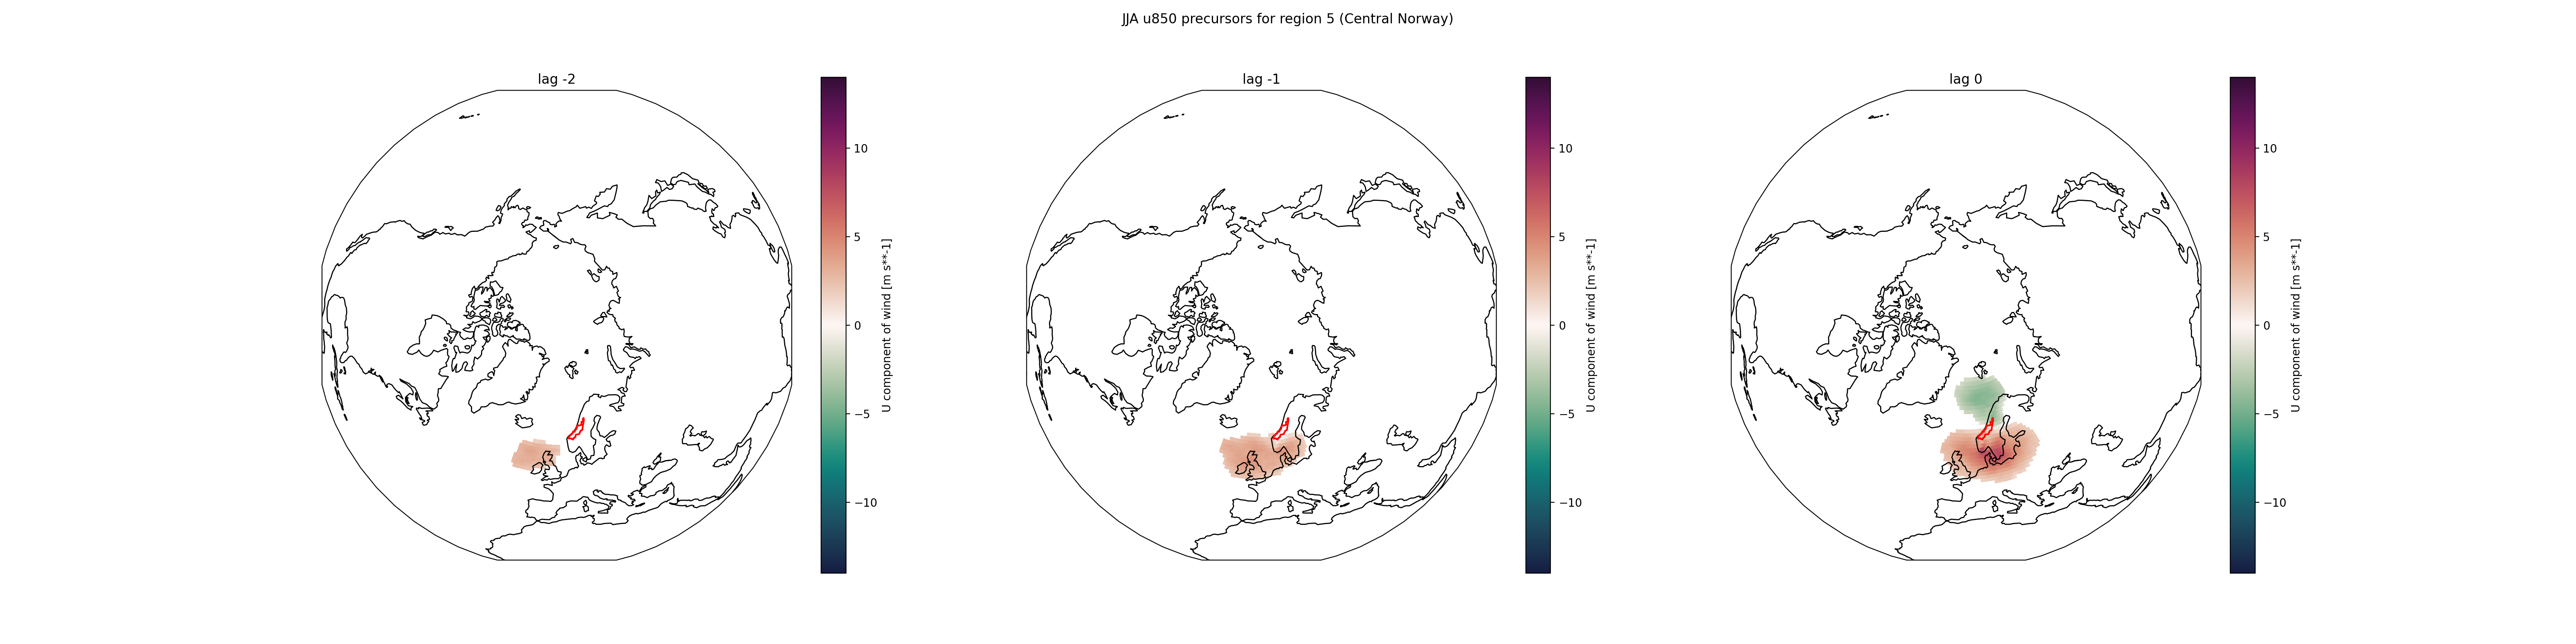 JJA u850 precursors for region 5 (Central Norway)
lag -2
10
5
0
−5
−10
U component of wind [m s**-1]
lag -1
10
5
0
−5
−10
U component of wind [m s**-1]
lag 0
10
5
0
−5
−10
U component of wind [m s**-1]